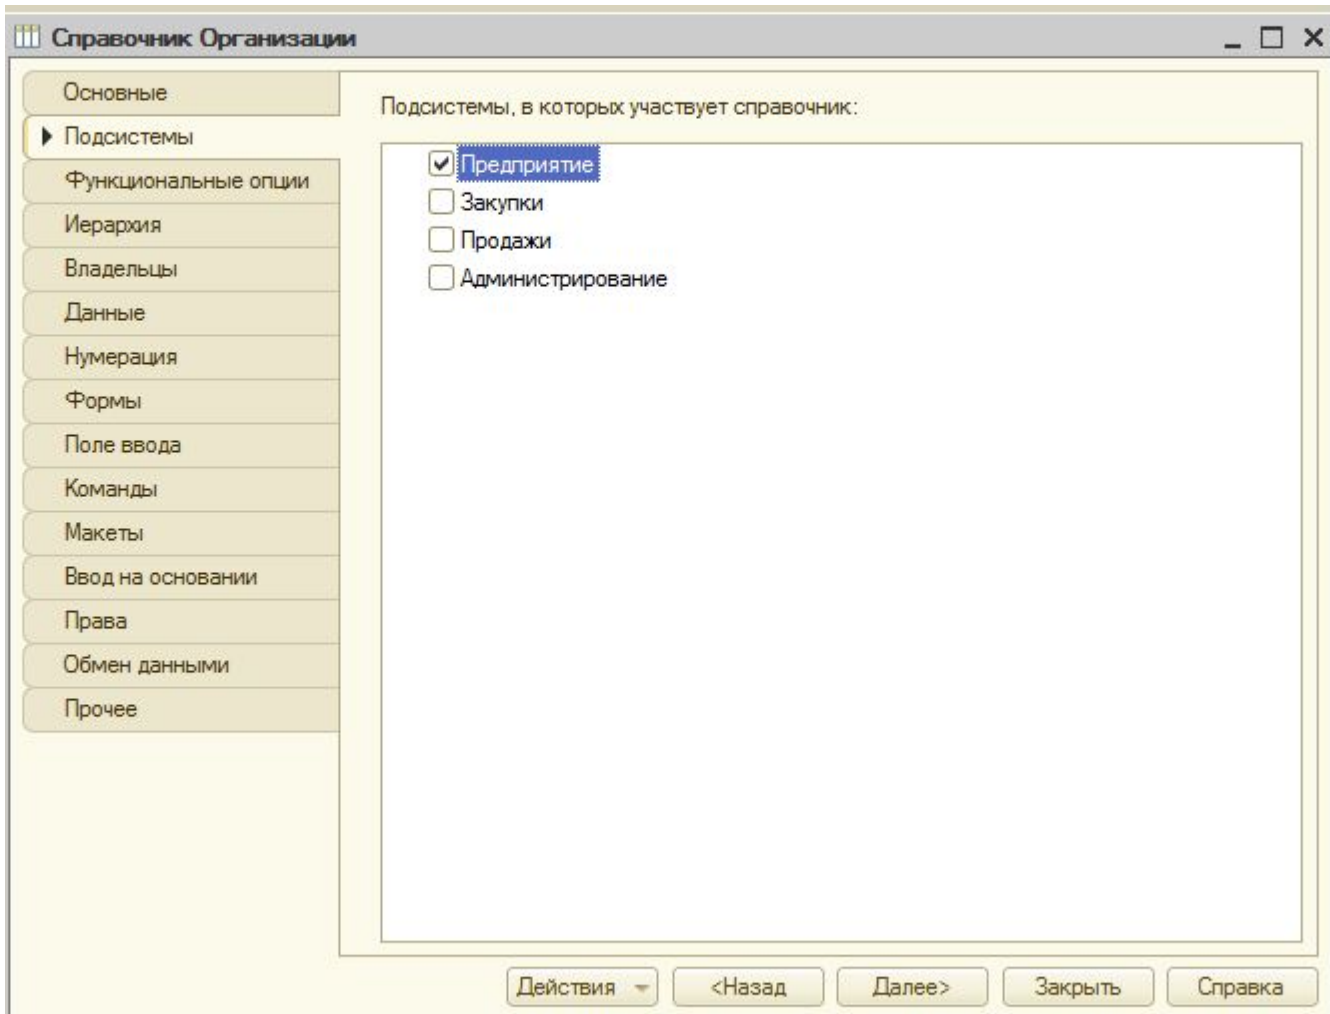 Справочник Организации
Основные
Подсистемы
Функциональные опции
Иерархия
Владельцы
Данные
Нумерация
Формы
Поле ввода
Команды
Макеты
Ввод на основании
Права
Обмен данными
Прочее
Подсистемы, в которых участвует справочник:
Предприятие
Закупки
Продажи
Администрирование
Действия
<Назад
Далее>
Закрыть
Справка